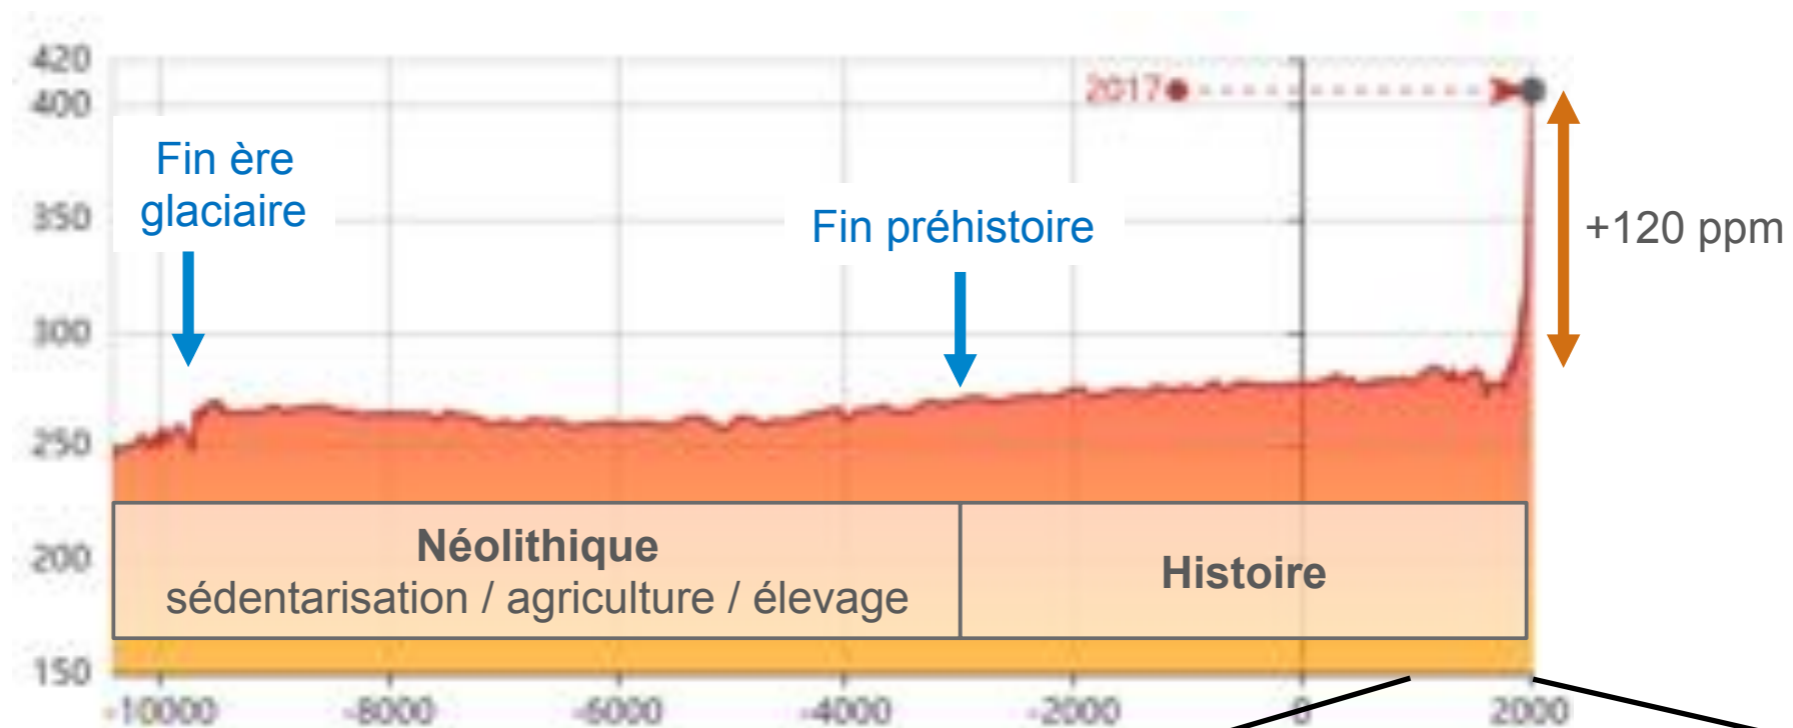 420
400
350
300
250
200
150
2017
Fin ère
glaciaire
Fin préhistoire
+120 ppm
Néolithique
sédentarisation / agriculture / élevage
Histoire
-10000 -8000 -6000 -4000 -2000 0 2000